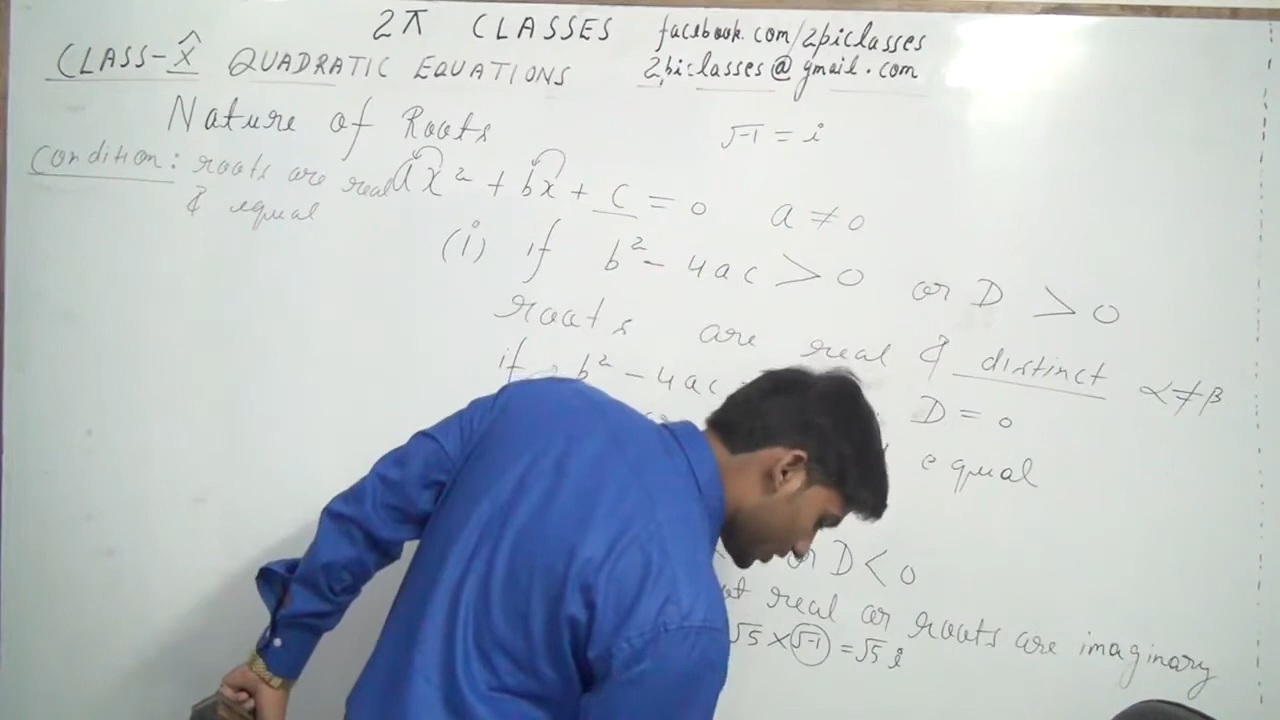 2π CLASSES facebook.com/2piclasses
CLASS-X QUADRATIC EQUATIONS 2piclasses@gmail.com
Nature of Roots √-1 = i
Condition: roots are real
& equal
ax² + bx + c = 0 a ≠ 0
(i) if b² - 4ac > 0 or D > 0
roots are real & distinct α≠β
if b² - 4ac D = 0
equal
or D < 0
real or roots are imaginary
√5 × √-1 = √5 i